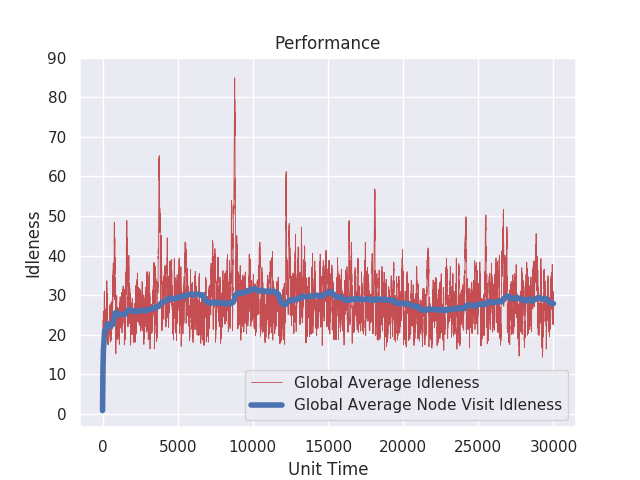 Performance
90
80
70
60
50
40
30
20
10
0
Idleness
Global Average Idleness
Global Average Node Visit Idleness
0 5000 10000 15000 20000 25000 30000
Unit Time